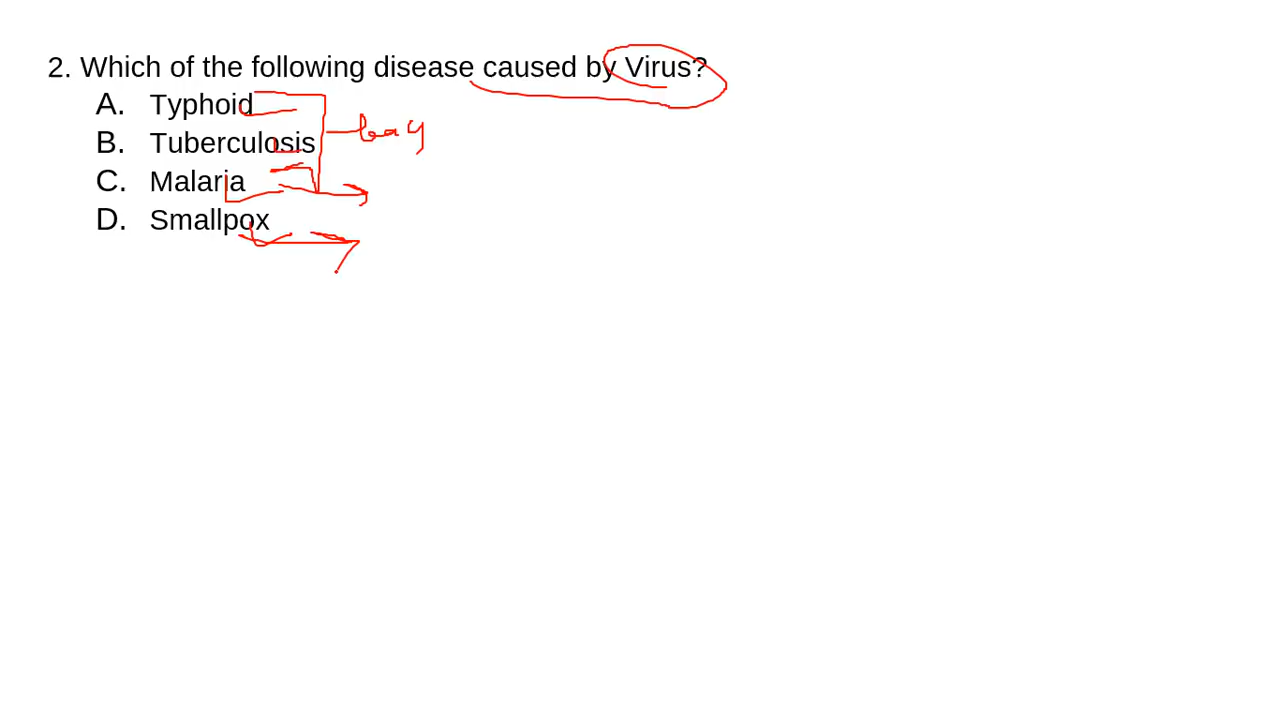 2. Which of the following disease caused by Virus?
A. Typhoid
B. Tuberculosis
C. Malaria
D. Smallpox